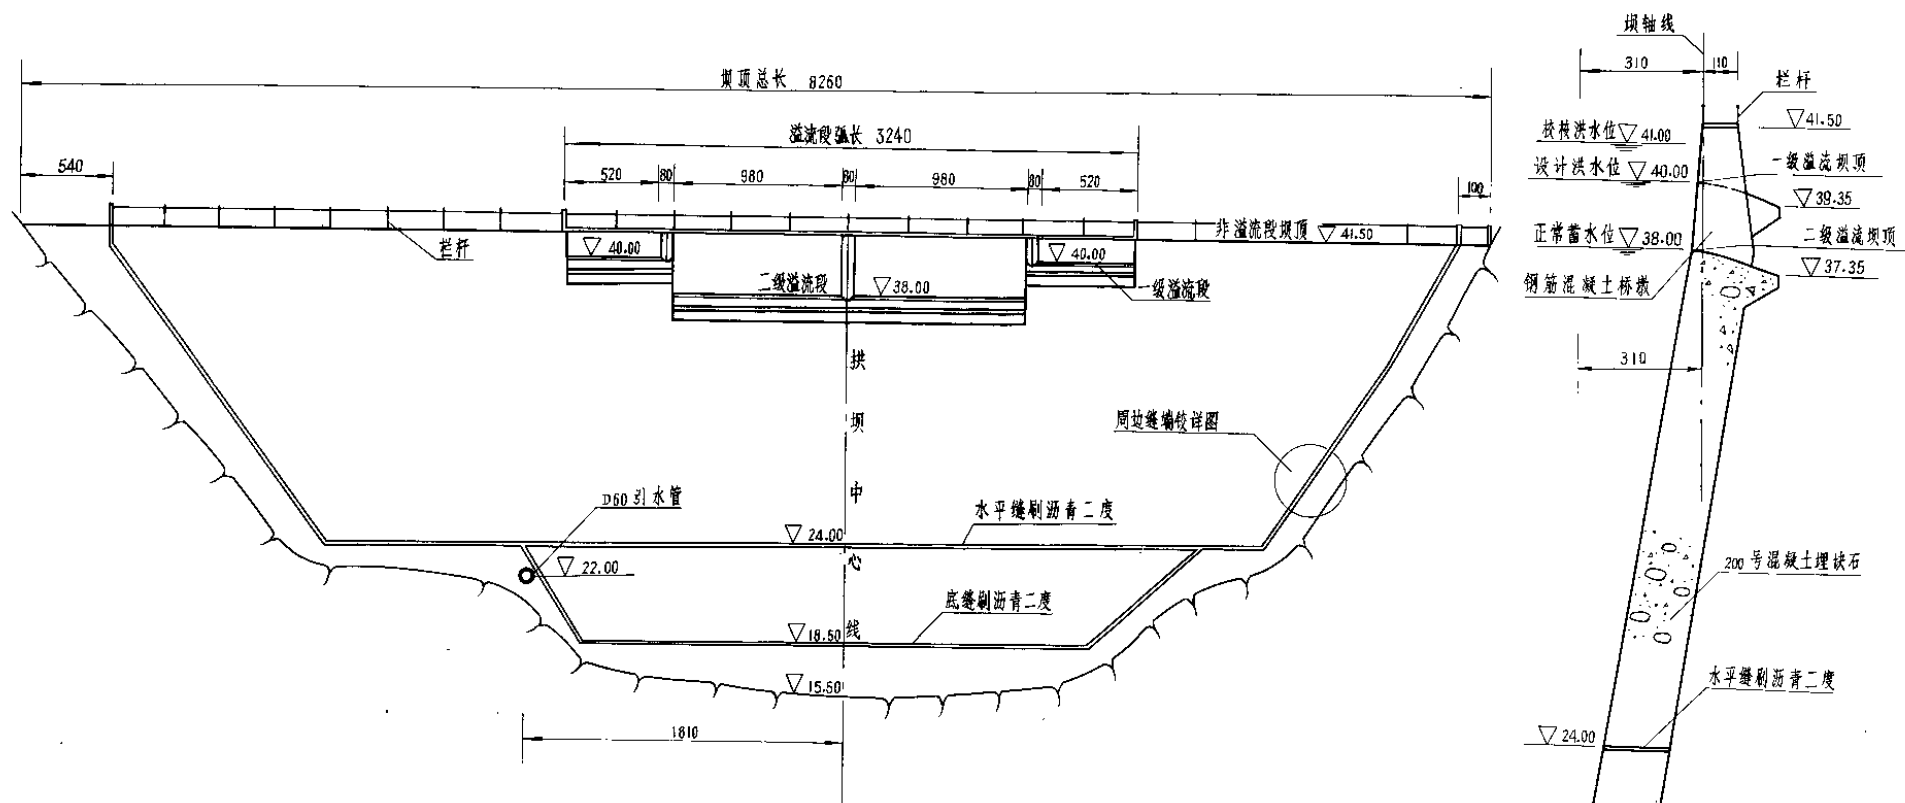 坝顶总长 8260
溢流段弧长 3240
540
520
80
980
80
980
80
520
100
栏杆
40.00
二级溢流段
38.00
40.00
一级溢流段
非溢流段坝顶 41.50
拱坝中心线
周边缝端铰详图
D60引水管
22.00
24.00
水平缝刷沥青二度
底缝刷沥青二度
18.50
15.50
1810
坝轴线
310
110
栏杆
41.50
校核洪水位 41.00
设计洪水位 40.00
一级溢流坝顶
39.35
正常蓄水位 38.00
二级溢流坝顶
37.35
钢筋混凝土桥墩
310
200号混凝土埋块石
水平缝刷沥青二度
24.00